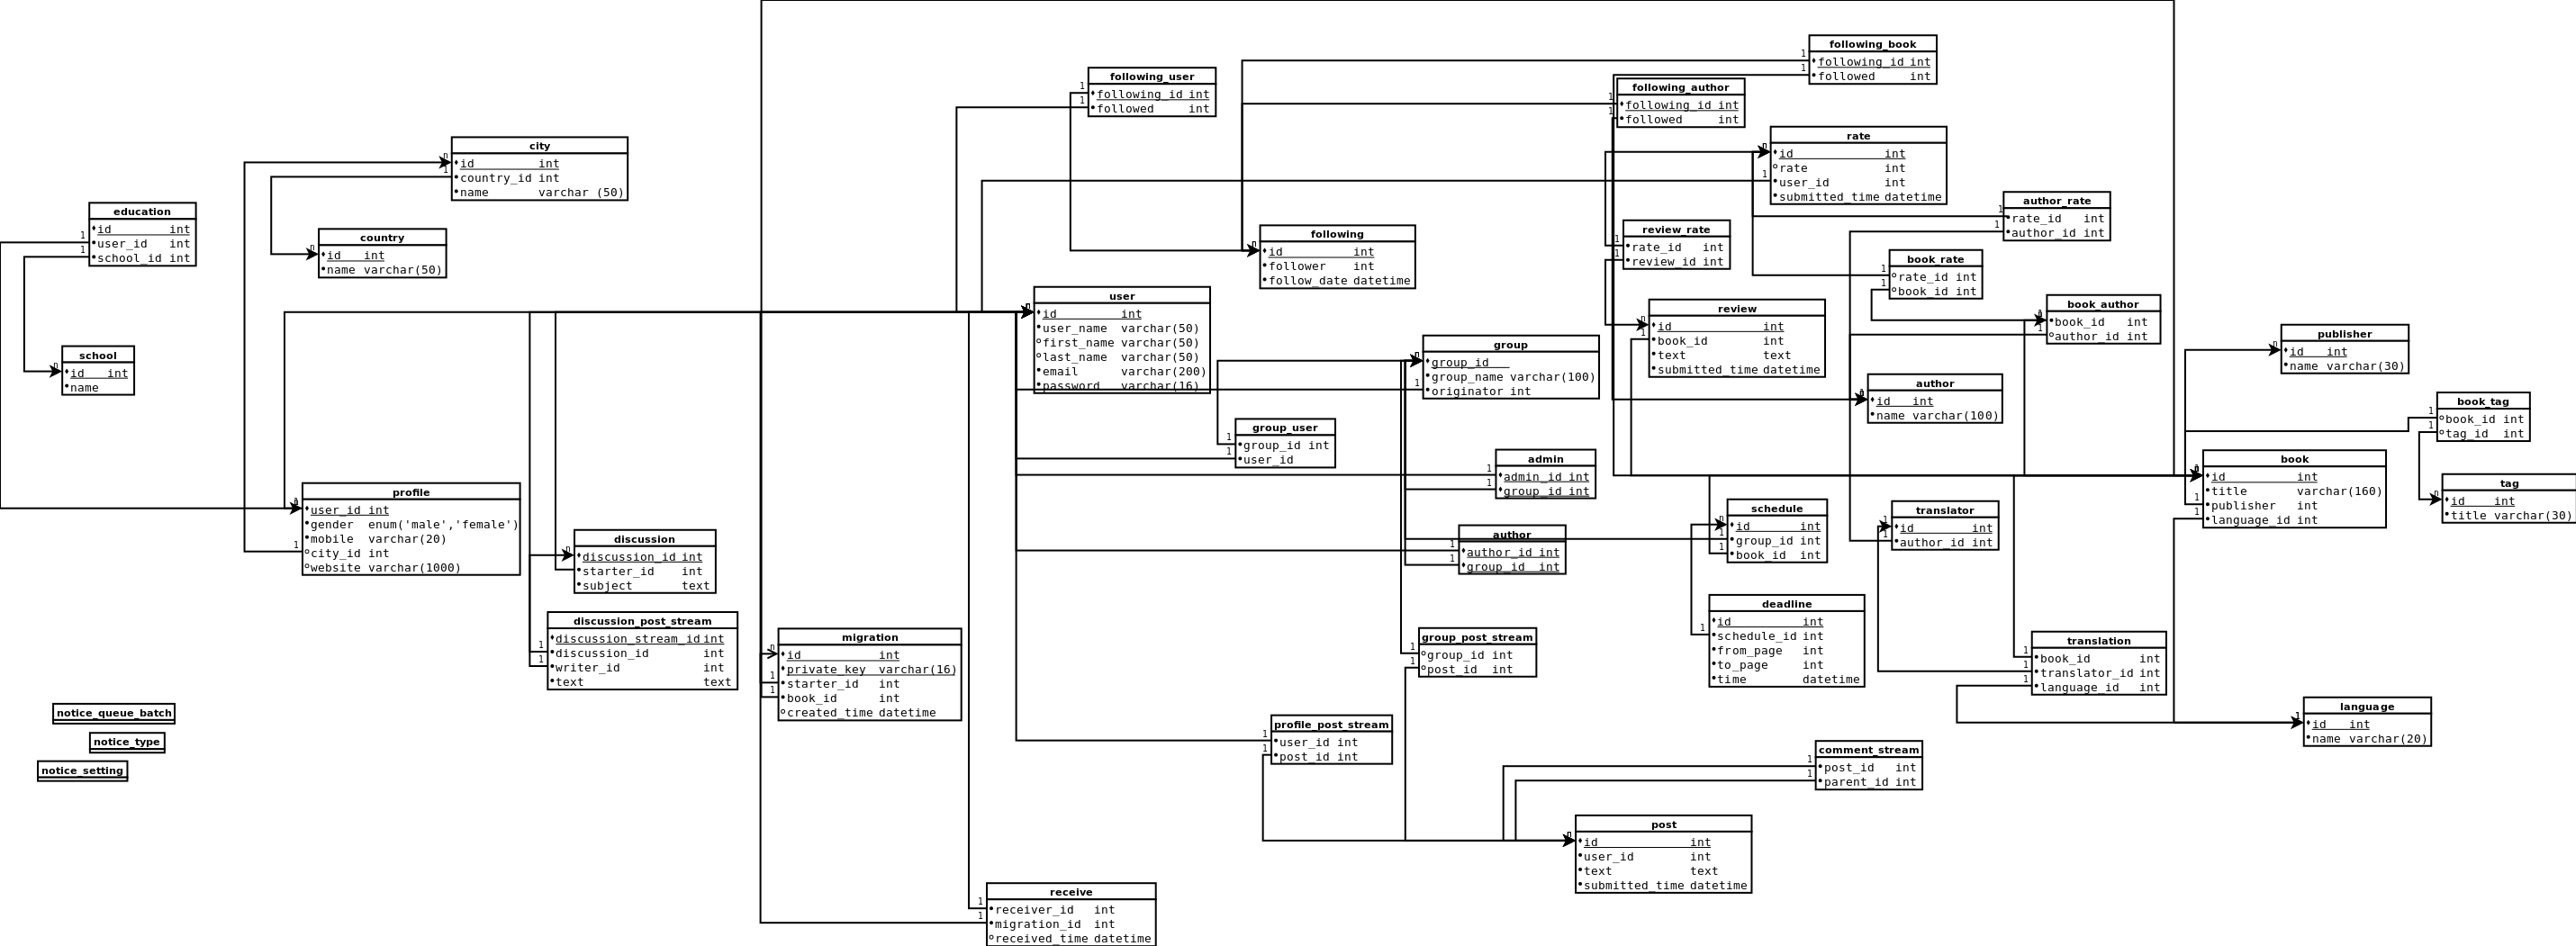 following_book
following_id int
followed int
following_user
following_id int
followed int
following_author
following_id int
followed int
rate
id int
rate int
user_id int
submitted_time datetime
city
id int
country_id int
name varchar (50)
education
id int
user_id int
school_id int
country
id int
name varchar(50)
author_rate
rate_id int
author_id int
review_rate
rate_id int
review_id int
following
id int
follower int
follow_date datetime
book_rate
rate_id int
book_id int
user
id int
user_name varchar(50)
first_name varchar(50)
last_name varchar(50)
email varchar(200)
password varchar(16)
review
id int
book_id int
text text
submitted_time datetime
book_author
book_id int
author_id int
publisher
id int
name varchar(30)
school
id int
name
group
group_id
group_name varchar(100)
originator int
author
id int
name varchar(100)
book_tag
book_id int
tag_id int
group_user
group_id int
user_id
admin
admin_id int
group_id int
book
id int
title varchar(160)
publisher int
language_id int
tag
id int
title varchar(30)
profile
user_id int
gender enum('male','female')
mobile varchar(20)
city_id int
website varchar(1000)
schedule
id int
group_id int
book_id int
translator
id int
author_id int
discussion
discussion_id int
starter_id int
subject text
author
author_id int
group_id int
deadline
id int
schedule_id int
from_page int
to_page int
time datetime
discussion_post_stream
discussion_stream_id int
discussion_id int
writer_id int
text text
migration
id int
private_key varchar(16)
starter_id int
book_id int
created_time datetime
group_post_stream
group_id int
post_id int
translation
book_id int
translator_id int
language_id int
notice_queue_batch
notice_type
notice_setting
profile_post_stream
user_id int
post_id int
language
id int
name varchar(20)
comment_stream
post_id int
parent_id int
post
id int
user_id int
text text
submitted_time datetime
receive
receiver_id int
migration_id int
received_time datetime